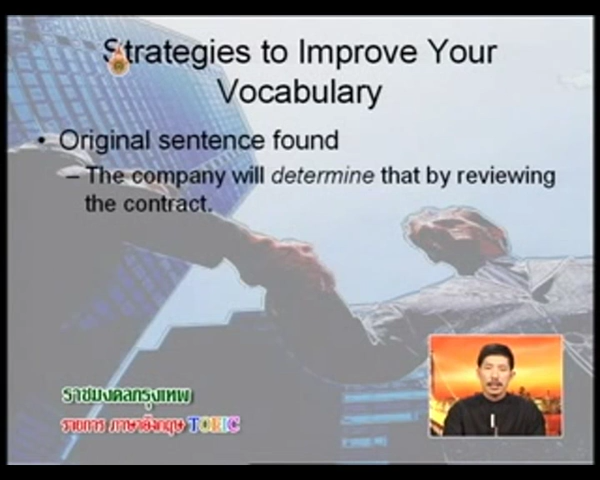 Strategies to Improve Your
Vocabulary
• Original sentence found
– The company will determine that by reviewing
the contract.
ราชมงคลกรุงเทพ
รายการ ภาษาอังกฤษ TOEIC